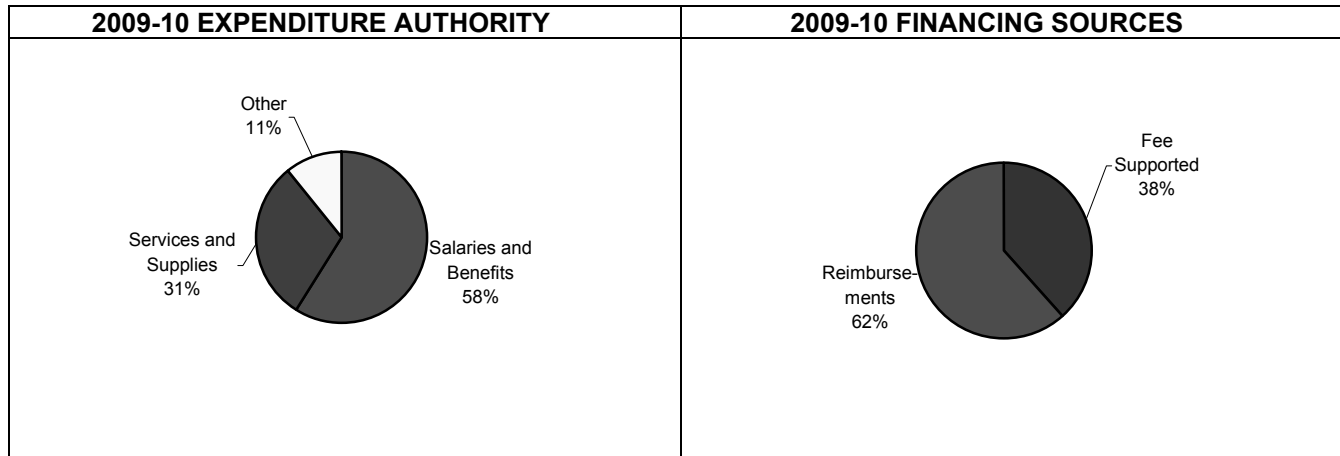 2009-10 EXPENDITURE AUTHORITY
Other
11%
Services and
Supplies
31%
Salaries and
Benefits
58%
2009-10 FINANCING SOURCES
Fee
Supported
38%
Reimburse-
ments
62%